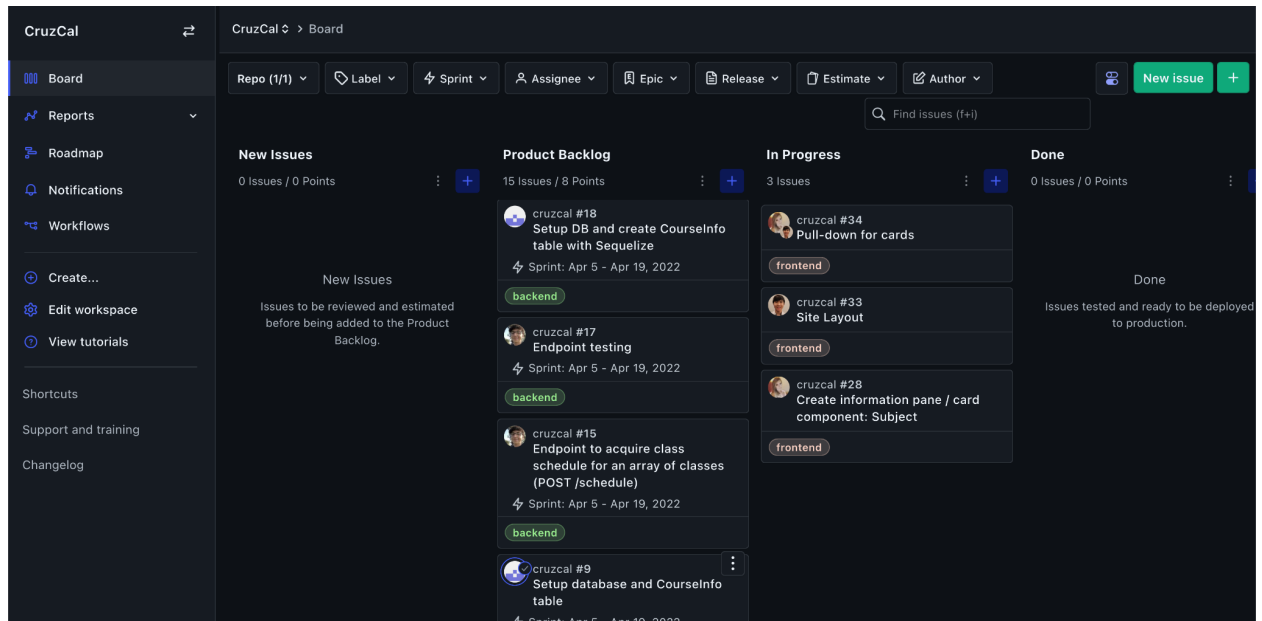 CruzCal
Board
Reports
Roadmap
Notifications
Workflows
Create...
Edit workspace
View tutorials
Shortcuts
Support and training
Changelog
CruzCal > Board
Repo (1/1) Label Sprint Assignee Epic Release Estimate Author New issue +
Find issues (f+i)
New Issues
0 Issues / 0 Points
+
New Issues
Issues to be reviewed and estimated
before being added to the Product
Backlog.
Product Backlog
15 Issues / 8 Points
+
cruzcal #18
Setup DB and create CourseInfo
table with Sequelize
Sprint: Apr 5 - Apr 19, 2022
backend
cruzcal #17
Endpoint testing
Sprint: Apr 5 - Apr 19, 2022
backend
cruzcal #15
Endpoint to acquire class
schedule for an array of classes
(POST /schedule)
Sprint: Apr 5 - Apr 19, 2022
backend
cruzcal #9
Setup database and CourseInfo
table
Sprint: Apr 5 - Apr 19, 2022
In Progress
3 Issues
+
cruzcal #34
Pull-down for cards
frontend
cruzcal #33
Site Layout
frontend
cruzcal #28
Create information pane / card
component: Subject
frontend
Done
0 Issues / 0 Points
Done
Issues tested and ready to be deployed
to production.